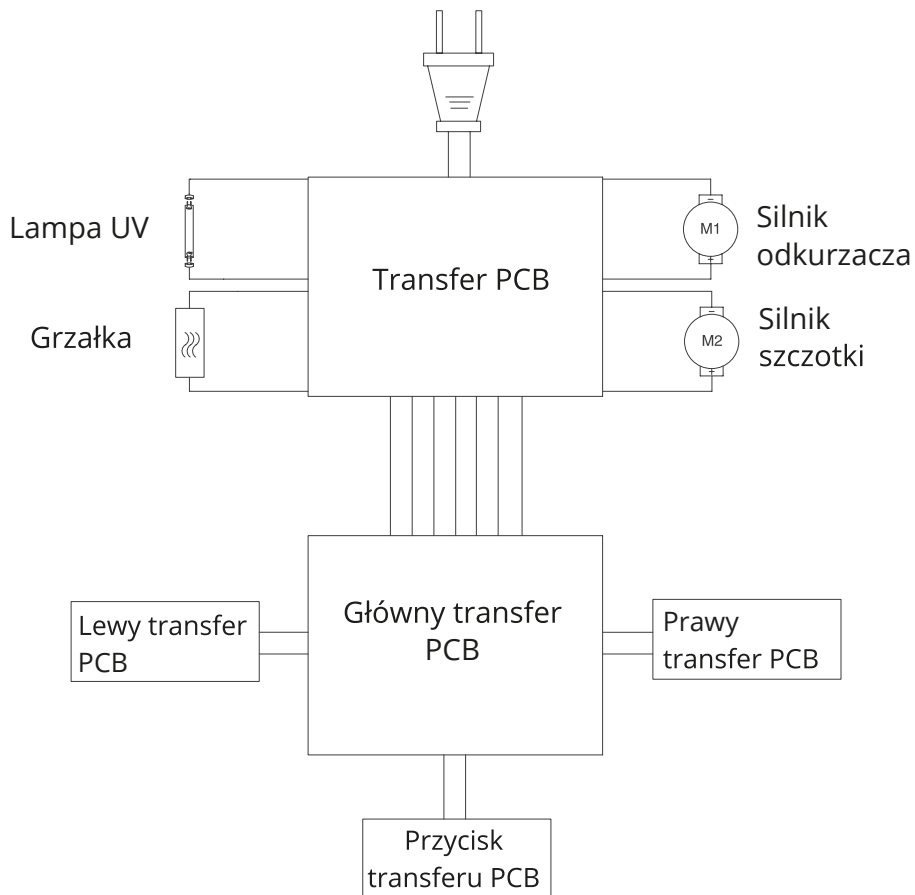 Lampa UV
Transfer PCB
M1
Silnik
odkurzacza
Grzałka
M2
Silnik
szczotki
Główny transfer
PCB
Lewy transfer
PCB
Prawy
transfer PCB
Przycisk
transferu PCB